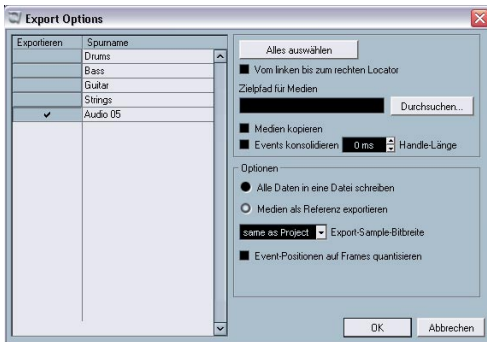 Export Options
Exportieren Spurname
Drums
Bass
Guitar
Strings
Audio 05
Alles auswählen
Vom linken bis zum rechten Locator
Zielpfad für Medien
Durchsuchen...
Medien kopieren
Events konsolidieren 0 ms Handle-Länge
Optionen
Alle Daten in eine Datei schreiben
Medien als Referenz exportieren
same as Project Export-Sample-Bitbreite
Event-Positionen auf Frames quantisieren
OK Abbrechen